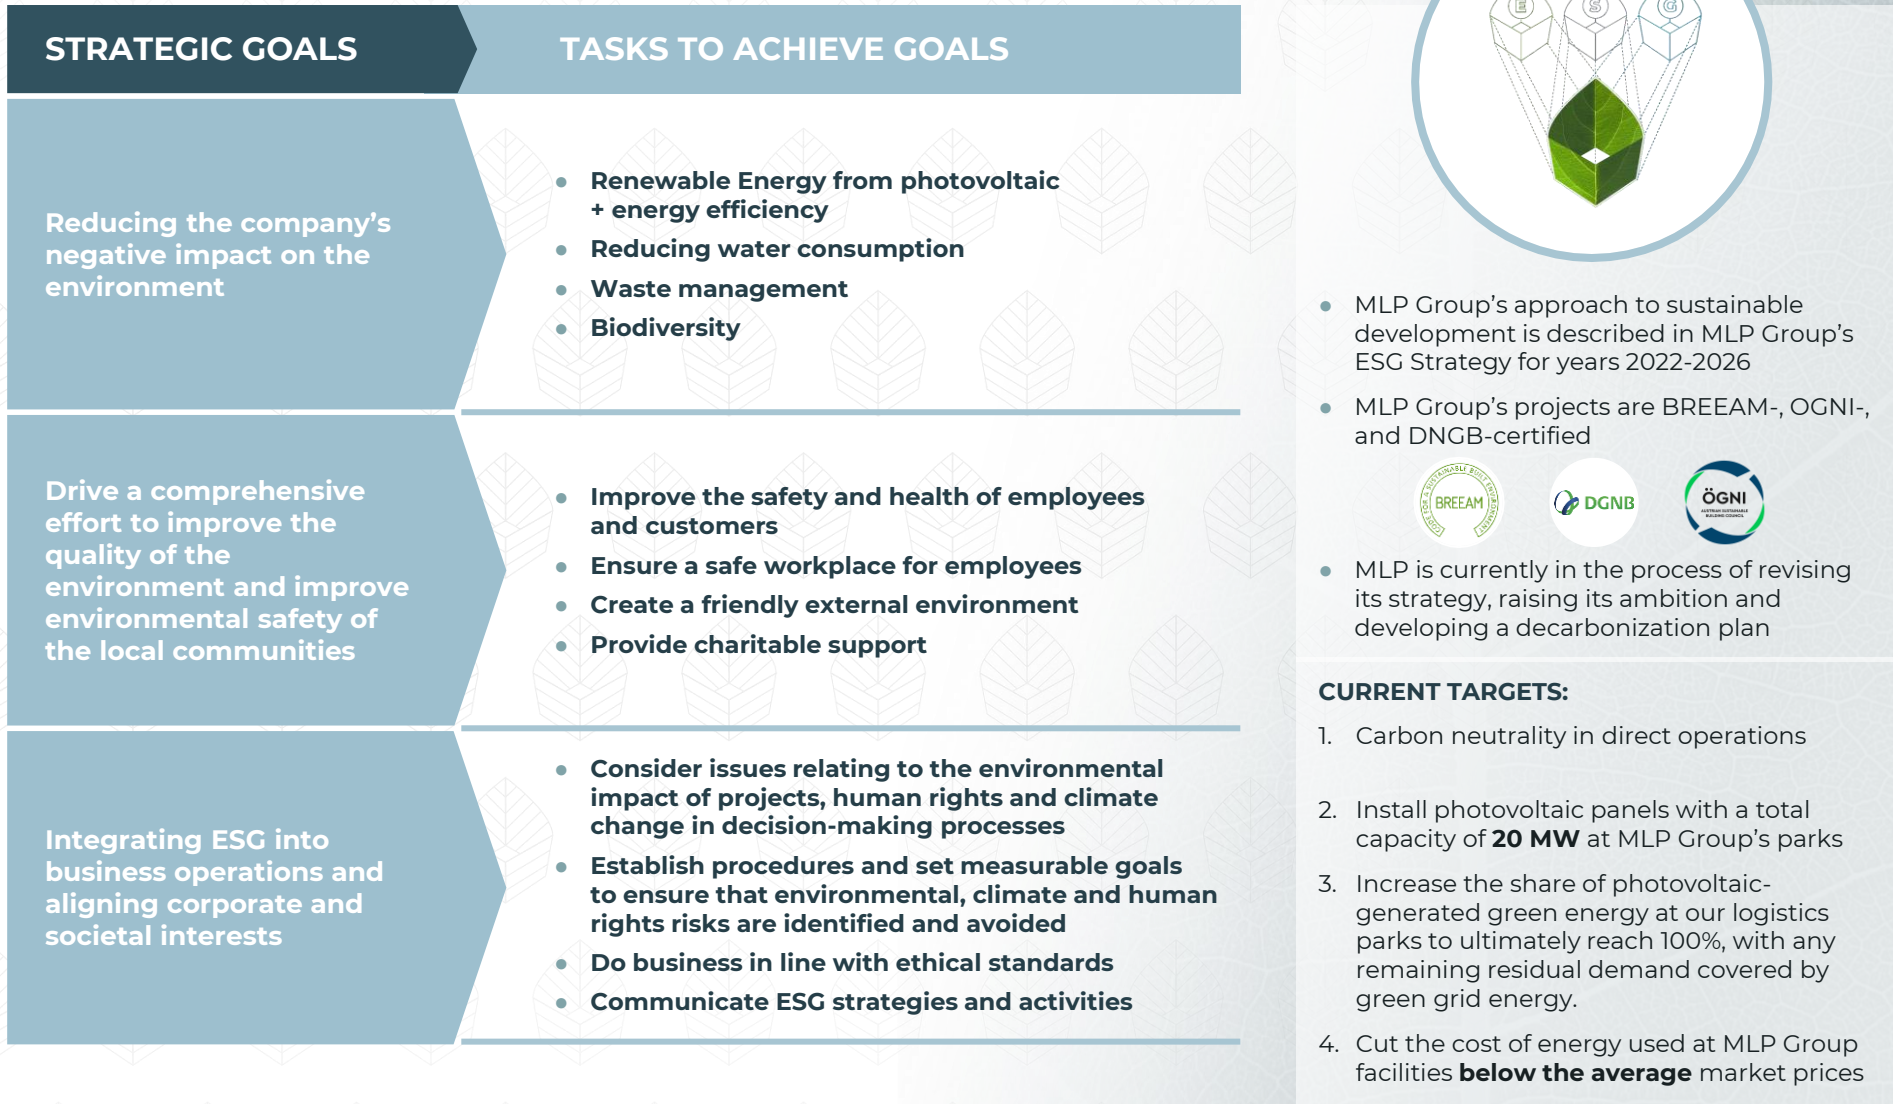 STRATEGIC GOALS
TASKS TO ACHIEVE GOALS
Reducing the company’s
negative impact on the
environment
● Renewable Energy from photovoltaic
+ energy efficiency
● Reducing water consumption
● Waste management
● Biodiversity
Drive a comprehensive
effort to improve the
quality of the
environment and improve
environmental safety of
the local communities
● Improve the safety and health of employees
and customers
● Ensure a safe workplace for employees
● Create a friendly external environment
● Provide charitable support
Integrating ESG into
business operations and
aligning corporate and
societal interests
● Consider issues relating to the environmental
impact of projects, human rights and climate
change in decision-making processes
● Establish procedures and set measurable goals
to ensure that environmental, climate and human
rights risks are identified and avoided
● Do business in line with ethical standards
● Communicate ESG strategies and activities
E S G
● MLP Group’s approach to sustainable
development is described in MLP Group’s
ESG Strategy for years 2022-2026
● MLP Group’s projects are BREEAM-, OGNI-,
and DNGB-certified
CODE FOR A SUSTAINABLE BUILT ENVIRONMENT
BREEAM
DGNB
ÖGNI
AUSTRIAN SUSTAINABLE
BUILDING COUNCIL
● MLP is currently in the process of revising
its strategy, raising its ambition and
developing a decarbonization plan
CURRENT TARGETS:
1. Carbon neutrality in direct operations
2. Install photovoltaic panels with a total
capacity of 20 MW at MLP Group’s parks
3. Increase the share of photovoltaic-
generated green energy at our logistics
parks to ultimately reach 100%, with any
remaining residual demand covered by
green grid energy.
4. Cut the cost of energy used at MLP Group
facilities below the average market prices